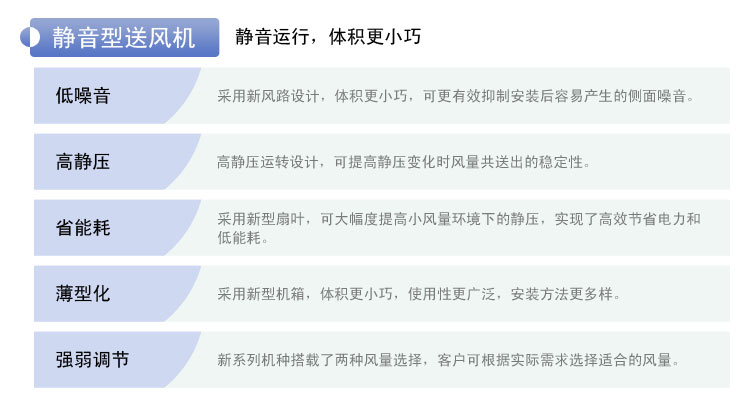 静音型送风机
静音运行，体积更小巧
低噪音
采用新风路设计，体积更小巧，可更有效抑制安装后容易产生的侧面噪音。
高静压
高静压运转设计，可提高静压变化时风量共送出的稳定性。
省能耗
采用新型扇叶，可大幅度提高小风量环境下的静压，实现了高效节省电力和
低能耗。
薄型化
采用新型机箱，体积更小巧，使用性更广泛，安装方法更多样。
强弱调节
新系列机种搭载了两种风量选择，客户可根据实际需求选择适合的风量。